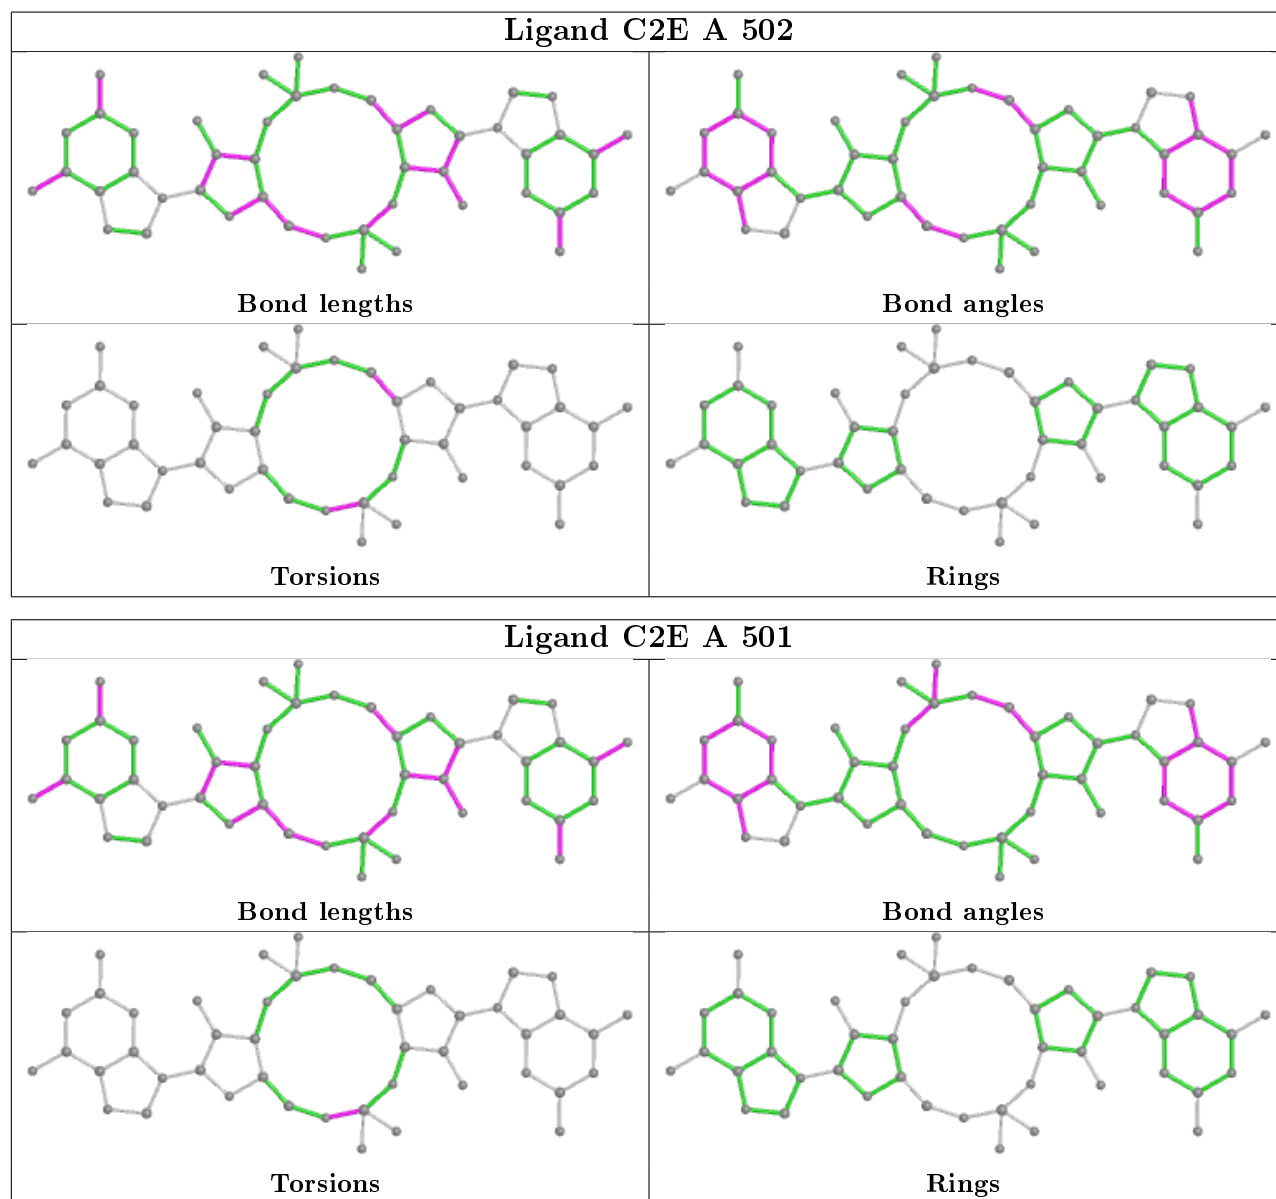 Ligand C2E A 502
Bond lengths
Bond angles
Torsions
Rings
Ligand C2E A 501
Bond lengths
Bond angles
Torsions
Rings